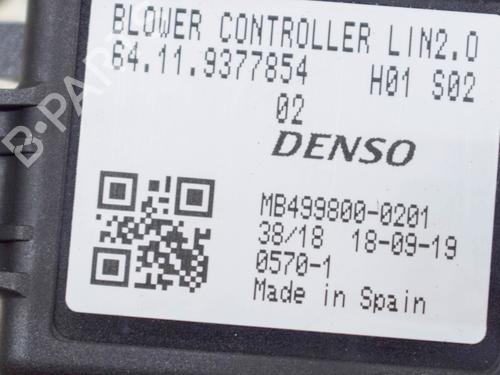 BLOWER CONTROLLER LIN2.0
64.11.9377854 H01 S02
02
DENSO
MB499800-0201
38/18 18-09-19
0570-1
Made in Spain
B-PARTS